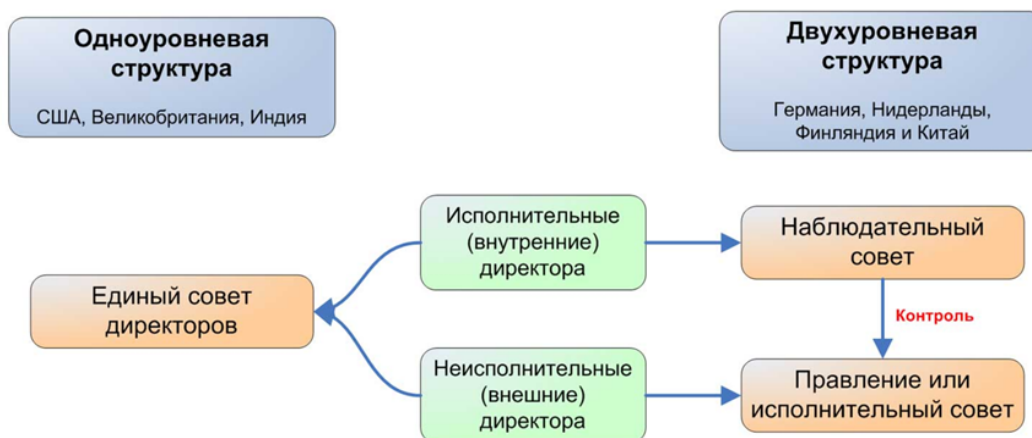 Одноуровневая
структура
США, Великобритания, Индия
Двухуровневая
структура
Германия, Нидерланды,
Финляндия и Китай
Исполнительные
(внутренние)
директора
Наблюдательный
совет
Единый совет
директоров
Контроль
Неисполнительные
(внешние)
директора
Правление или
исполнительный совет